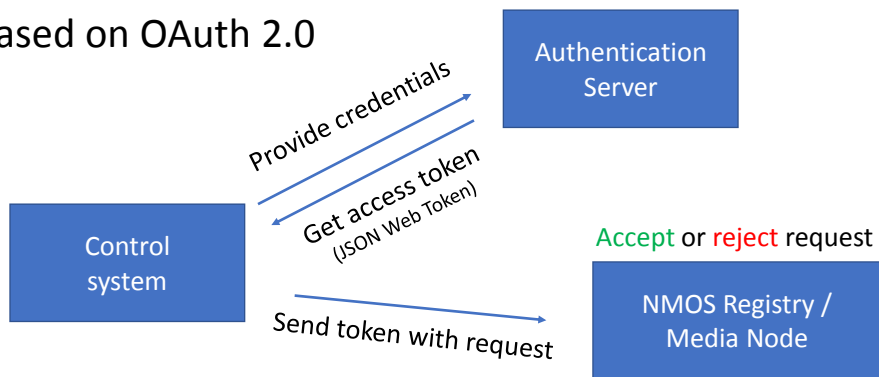 ased on OAuth 2.0
Authentication
Server
Provide credentials
Get access token
(JSON Web Token)
Control
system
Accept or reject request
Send token with request
NMOS Registry /
Media Node